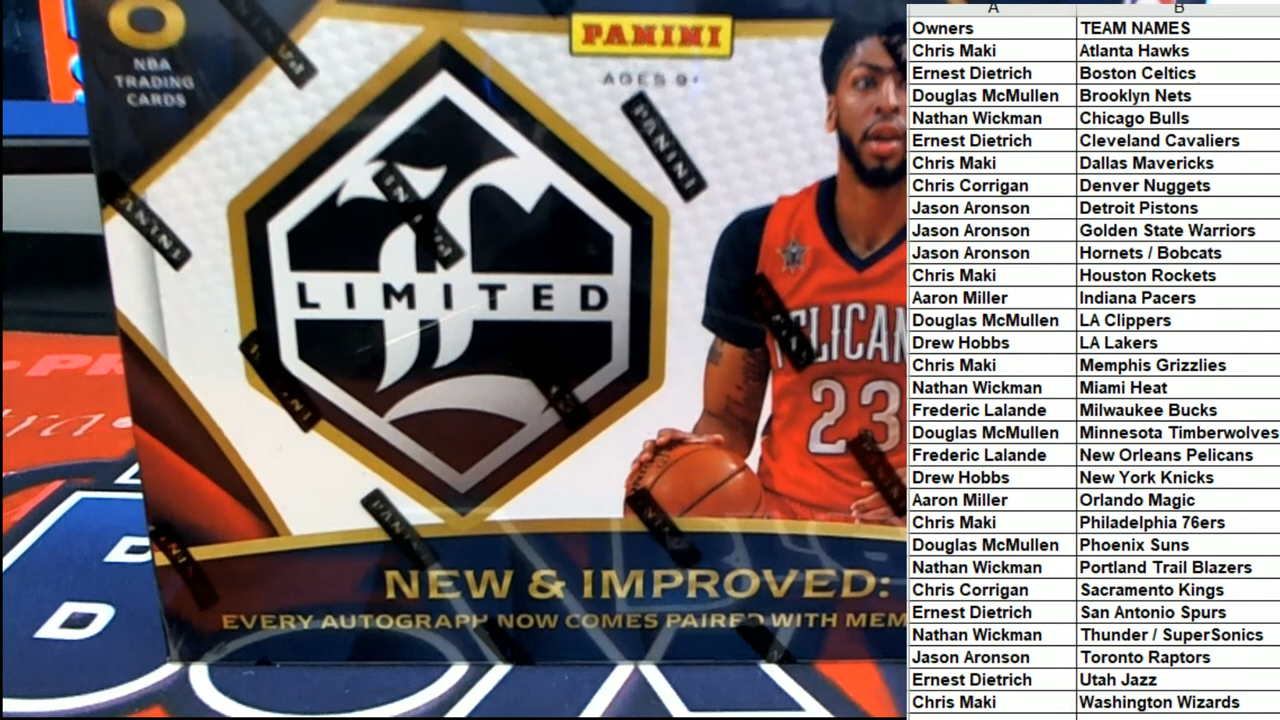 NBA
TRADING
CARDS
PANINI
AGES 9+
PANINI
PANINI
LIMITED
PELICAN
23
NEW & IMPROVED:
EVERY AUTOGRAPH NOW COMES PAIRED WITH MEM
A B
Owners TEAM NAMES
Chris Maki Atlanta Hawks
Ernest Dietrich Boston Celtics
Douglas McMullen Brooklyn Nets
Nathan Wickman Chicago Bulls
Ernest Dietrich Cleveland Cavaliers
Chris Maki Dallas Mavericks
Chris Corrigan Denver Nuggets
Jason Aronson Detroit Pistons
Jason Aronson Golden State Warriors
Jason Aronson Hornets / Bobcats
Chris Maki Houston Rockets
Aaron Miller Indiana Pacers
Douglas McMullen LA Clippers
Drew Hobbs LA Lakers
Chris Maki Memphis Grizzlies
Nathan Wickman Miami Heat
Frederic Lalande Milwaukee Bucks
Douglas McMullen Minnesota Timberwolves
Frederic Lalande New Orleans Pelicans
Drew Hobbs New York Knicks
Aaron Miller Orlando Magic
Chris Maki Philadelphia 76ers
Douglas McMullen Phoenix Suns
Nathan Wickman Portland Trail Blazers
Chris Corrigan Sacramento Kings
Ernest Dietrich San Antonio Spurs
Nathan Wickman Thunder / SuperSonics
Jason Aronson Toronto Raptors
Ernest Dietrich Utah Jazz
Chris Maki Washington Wizards